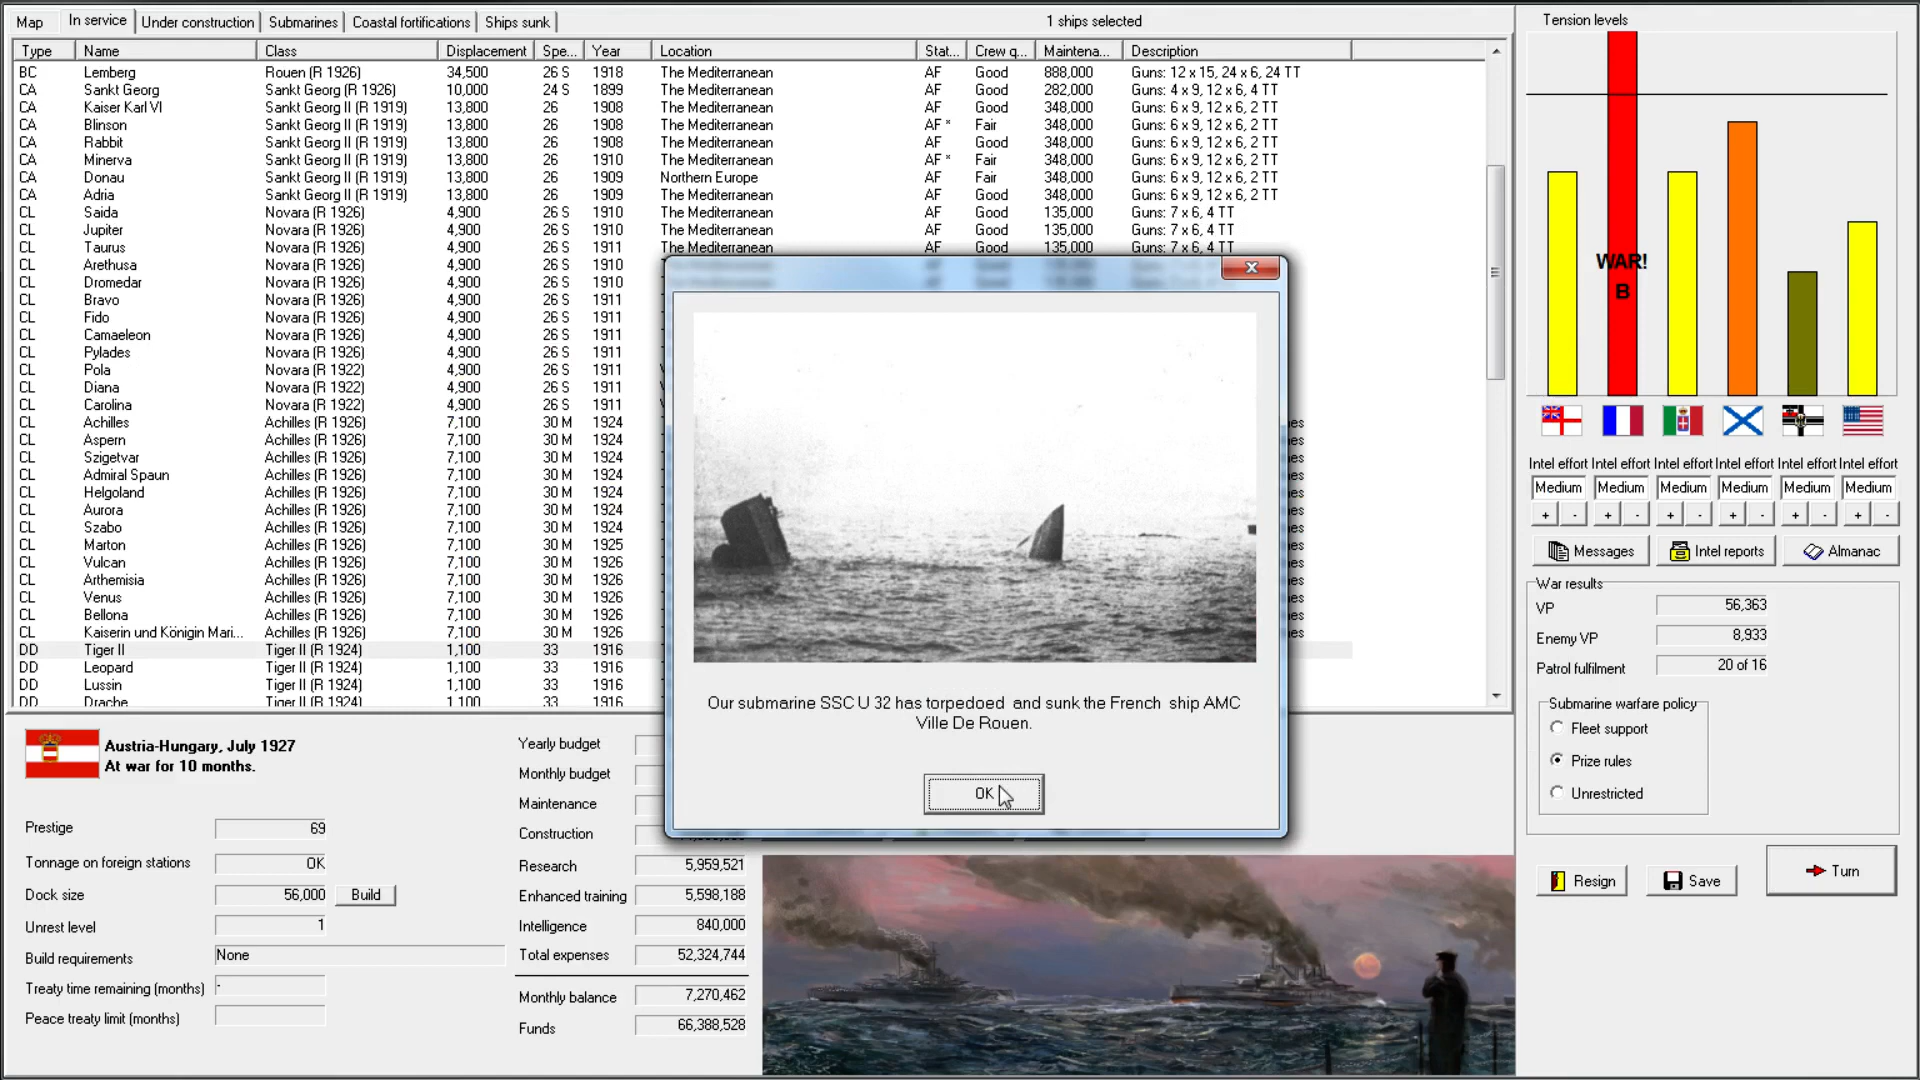 Map In service Under construction Submarines Coastal fortifications Ships sunk 1 ships selected
Type Name Class Displacement Spe... Year Location Stat... Crew q... Maintena... Description
BC Lemberg Rouen (R 1926) 34,500 26 S 1918 The Mediterranean AF Good 888,000 Guns: 12 x 15, 24 x 6, 24 TT
CA Sankt Georg Sankt Georg (R 1926) 10,000 24 S 1899 The Mediterranean AF Good 282,000 Guns: 4 x 9, 12 x 6, 4 TT
CA Kaiser Karl VI Sankt Georg II (R 1919) 13,800 26 1908 The Mediterranean AF Good 348,000 Guns: 6 x 9, 12 x 6, 2 TT
CA Blinson Sankt Georg II (R 1919) 13,800 26 1908 The Mediterranean AF * Fair 348,000 Guns: 6 x 9, 12 x 6, 2 TT
CA Rabbit Sankt Georg II (R 1919) 13,800 26 1908 The Mediterranean AF Good 348,000 Guns: 6 x 9, 12 x 6, 2 TT
CA Minerva Sankt Georg II (R 1919) 13,800 26 1910 The Mediterranean AF * Fair 348,000 Guns: 6 x 9, 12 x 6, 2 TT
CA Donau Sankt Georg II (R 1919) 13,800 26 1909 Northern Europe AF Fair 348,000 Guns: 6 x 9, 12 x 6, 2 TT
CA Adria Sankt Georg II (R 1919) 13,800 26 1909 The Mediterranean AF Good 348,000 Guns: 6 x 9, 12 x 6, 2 TT
CL Saida Novara (R 1926) 4,900 26 S 1910 The Mediterranean AF Good 135,000 Guns: 7 x 6, 4 TT
CL Jupiter Novara (R 1926) 4,900 26 S 1910 The Mediterranean AF Good 135,000 Guns: 7 x 6, 4 TT
CL Taurus Novara (R 1926) 4,900 26 S 1911 The Mediterranean AF Good 135,000 Guns: 7 x 6, 4 TT
CL Arethusa Novara (R 1926) 4,900 26 S 1910
CL Dromedar Novara (R 1926) 4,900 26 S 1910
CL Bravo Novara (R 1926) 4,900 26 S 1911
CL Fido Novara (R 1926) 4,900 26 S 1911
CL Camaeleon Novara (R 1926) 4,900 26 S 1911
CL Pylades Novara (R 1926) 4,900 26 S 1911
CL Pola Novara (R 1922) 4,900 26 S 1911
CL Diana Novara (R 1922) 4,900 26 S 1911
CL Carolina Novara (R 1922) 4,900 26 S 1911
CL Achilles Achilles (R 1926) 7,100 30 M 1924 es
CL Aspern Achilles (R 1926) 7,100 30 M 1924 es
CL Szigetvar Achilles (R 1926) 7,100 30 M 1924 es
CL Admiral Spaun Achilles (R 1926) 7,100 30 M 1924 es
CL Helgoland Achilles (R 1926) 7,100 30 M 1924 es
CL Aurora Achilles (R 1926) 7,100 30 M 1924 es
CL Szabo Achilles (R 1926) 7,100 30 M 1924 es
CL Marton Achilles (R 1926) 7,100 30 M 1925 es
CL Vulcan Achilles (R 1926) 7,100 30 M 1926 es
CL Arthemisia Achilles (R 1926) 7,100 30 M 1926 es
CL Venus Achilles (R 1926) 7,100 30 M 1926 es
CL Bellona Achilles (R 1926) 7,100 30 M 1926 es
CL Kaiserin und Königin Mari... Achilles (R 1926) 7,100 30 M 1926 es
DD Tiger II Tiger II (R 1924) 1,100 33 1916
DD Leopard Tiger II (R 1924) 1,100 33 1916
DD Lussin Tiger II (R 1924) 1,100 33 1916
DD Drache Tiger II (R 1924) 1,100 33 1916
Our submarine SSC U 32 has torpedoed and sunk the French ship AMC
Ville De Rouen.
OK
Austria-Hungary, July 1927
At war for 10 months.
Prestige 69
Tonnage on foreign stations OK
Dock size 56,000 Build
Unrest level 1
Build requirements None
Treaty time remaining (months) -
Peace treaty limit (months)
Yearly budget
Monthly budget
Maintenance
Construction
Research 5,959,521
Enhanced training 5,598,188
Intelligence 840,000
Total expenses 52,324,744
Monthly balance 7,270,462
Funds 66,388,528
Tension levels
WAR!
B
Intel effort Intel effort Intel effort Intel effort Intel effort Intel effort
Medium Medium Medium Medium Medium Medium
+ - + - + - + - + - + -
Messages Intel reports Almanac
War results
VP 56,363
Enemy VP 8,933
Patrol fulfilment 20 of 16
Submarine warfare policy
Fleet support
Prize rules
Unrestricted
Resign Save Turn